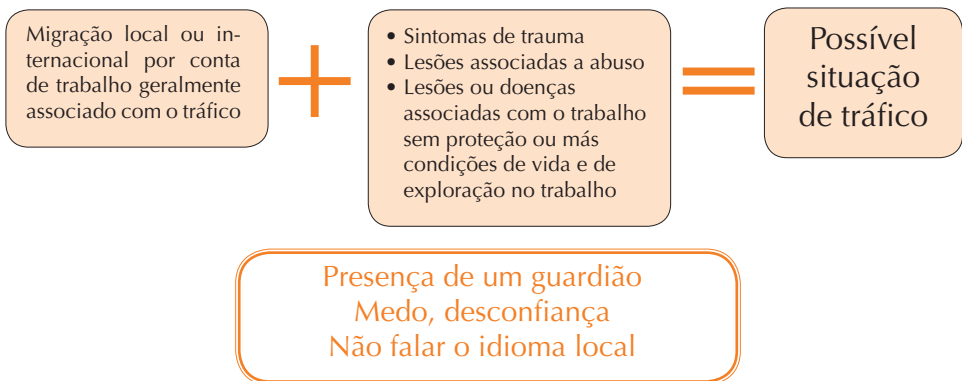 Migração local ou in-
ternacional por conta
de trabalho geralmente
associado com o tráfico
+
• Sintomas de trauma
• Lesões associadas a abuso
• Lesões ou doenças
associadas com o trabalho
sem proteção ou más
condições de vida e de
exploração no trabalho
=
Possível
situação
de tráfico
Presença de um guardião
Medo, desconfiança
Não falar o idioma local